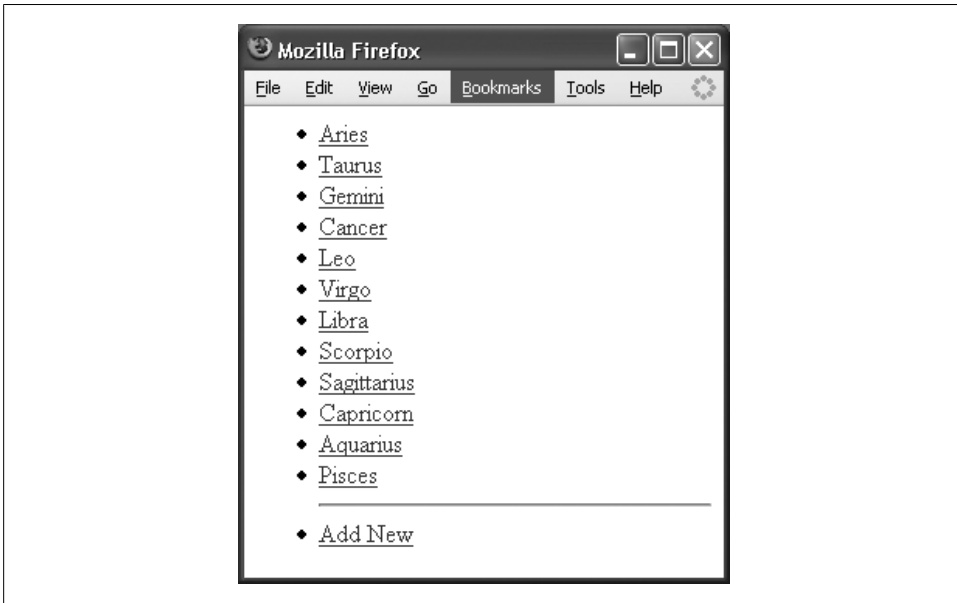 Mozilla Firefox
File Edit View Go Bookmarks Tools Help
Aries
Taurus
Gemini
Cancer
Leo
Virgo
Libra
Scorpio
Sagittarius
Capricorn
Aquarius
Pisces
Add New